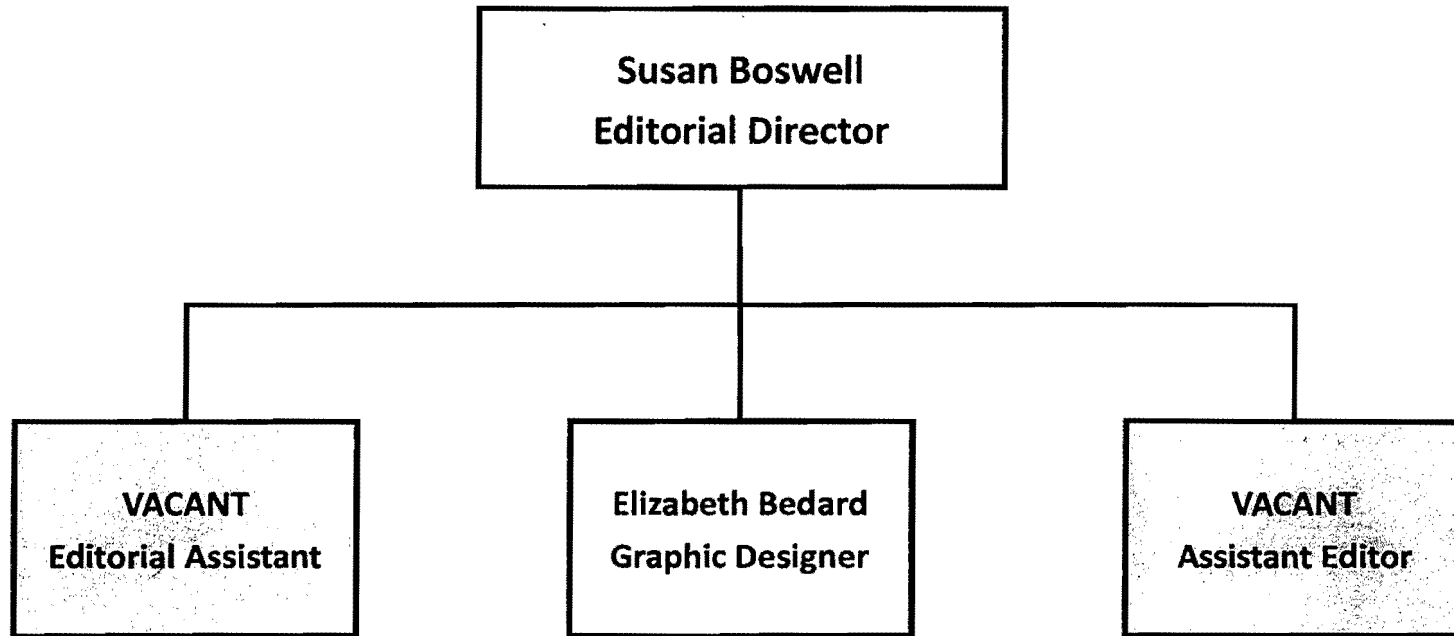 Susan Boswell
Editorial Director
VACANT
Editorial Assistant
Elizabeth Bedard
Graphic Designer
VACANT
Assistant Editor